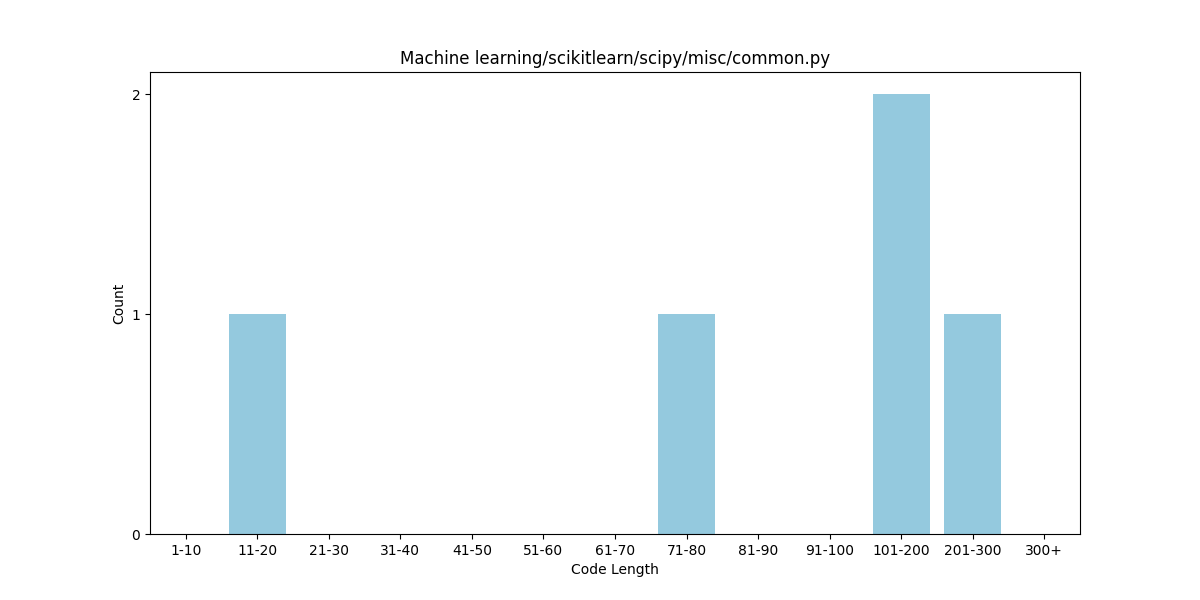 Machine learning/scikitlearn/scipy/misc/common.py
Count
2
1
0
1-10 11-20 21-30 31-40 41-50 51-60 61-70 71-80 81-90 91-100 101-200 201-300 300+
Code Length